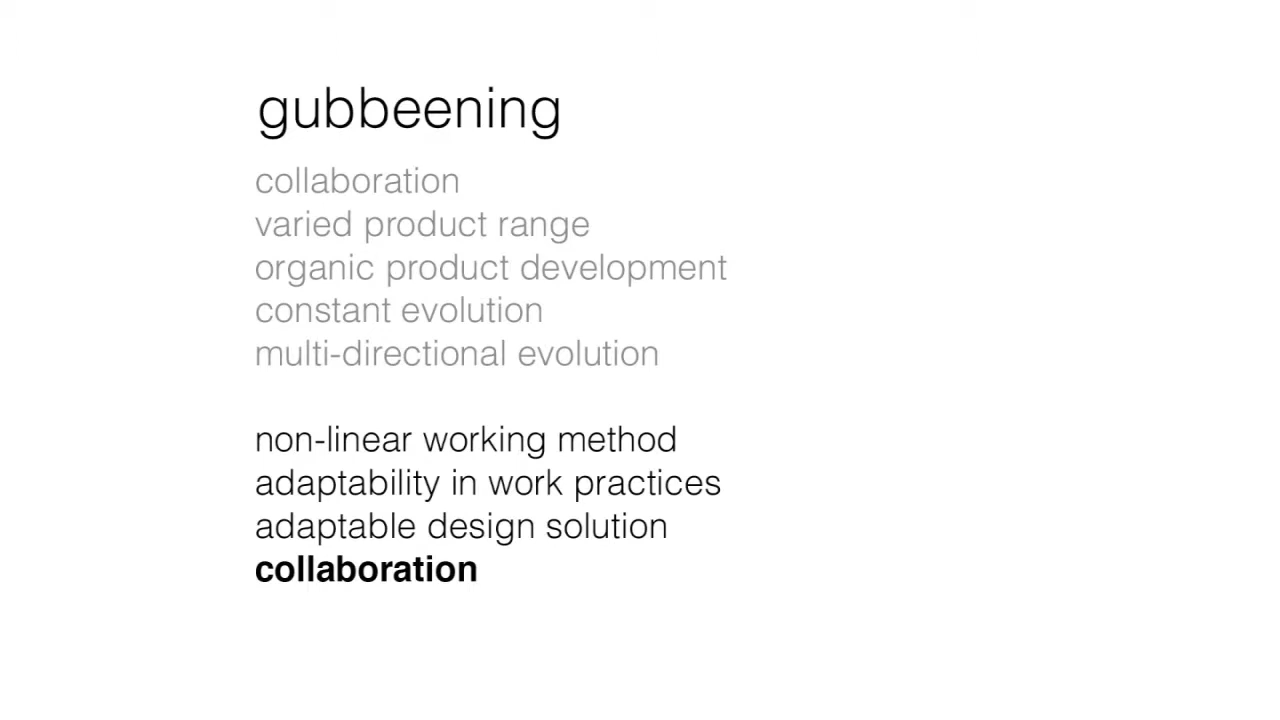 gubbeening
collaboration
varied product range
organic product development
constant evolution
multi-directional evolution
non-linear working method
adaptability in work practices
adaptable design solution
collaboration